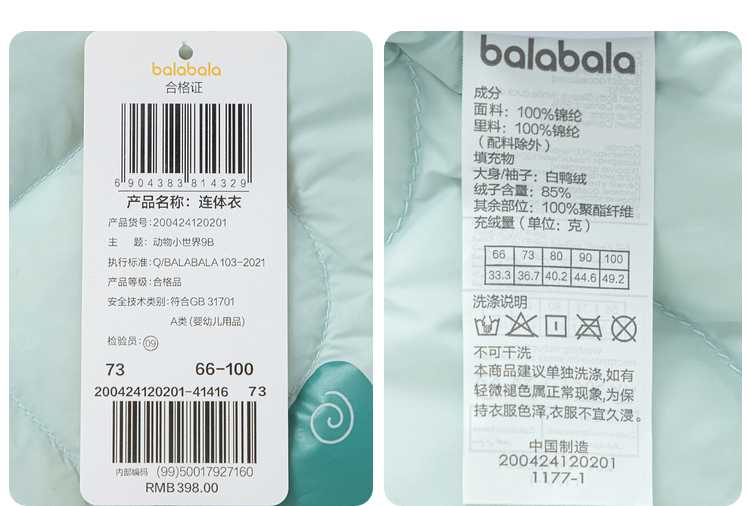 balabala
合格证
6 904383 814149
产品名称：连体衣
产品货号：200424120201
主    题：动物小世界9B
执行标准：Q/BALABALA 103-2021
产品等级：合格品
安全技术类别：符合GB 31701
A类(婴幼儿用品)
检验员：09
73 66-100
200424120201-41416 73
内部编码 (99)50017927160
RMB 398.00
balabala
成分
面料：100%锦纶
里料：100%锦纶
（配料除外）
填充物
大身/袖子：白鸭绒
绒子含量：85%
其余部位：100%聚酯纤维
充绒量（单位：克）
66 73 80 90 100
33.3 36.7 40.2 44.6 49.2
洗涤说明
不可干洗
本商品建议单独洗涤,如有
轻微褪色属正常现象,为保
持衣服色泽,衣服不宜久浸。
中国制造
200424120201
1177-1